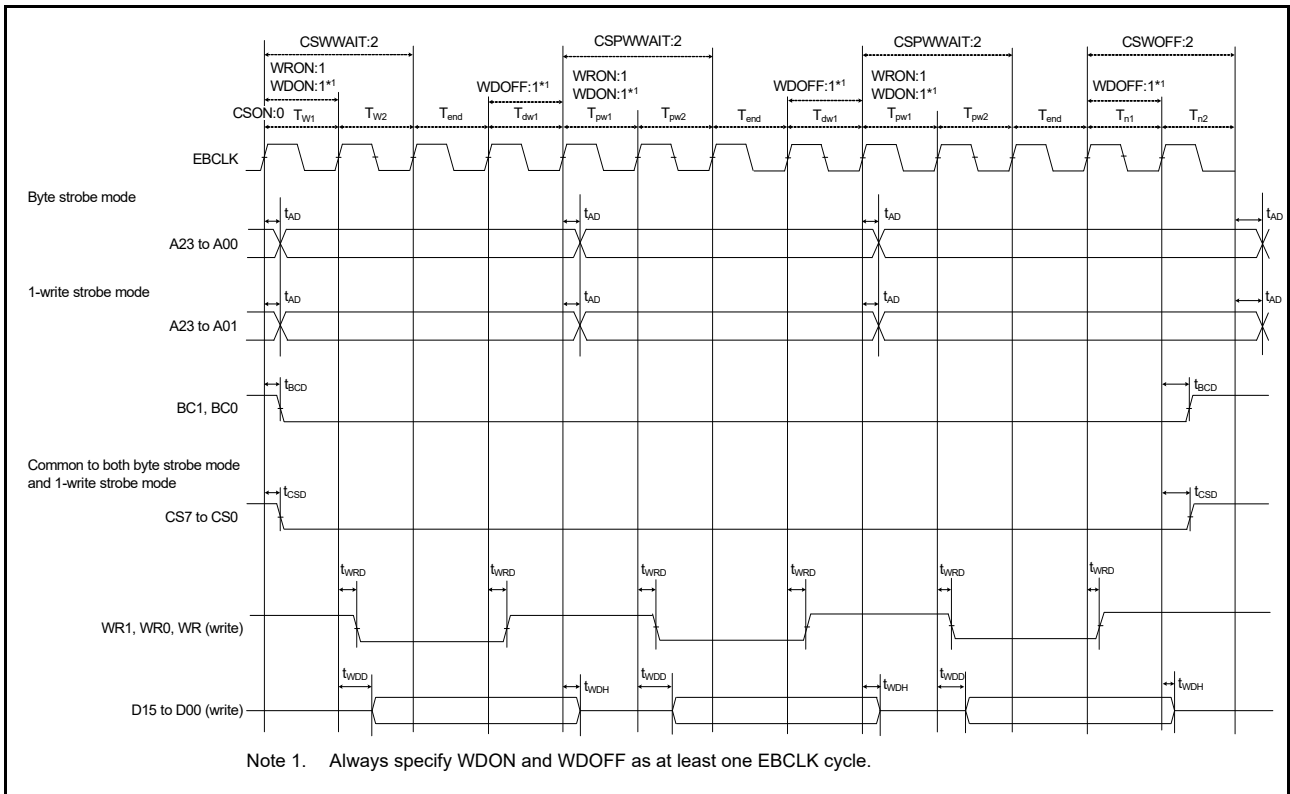 CSWWAIT:2 CSPWWAIT:2 CSPWWAIT:2 CSWOFF:2
WRON:1 WRON:1 WRON:1
WDON:1*1 WDOFF:1*1 WDON:1*1 WDOFF:1*1 WDON:1*1 WDOFF:1*1
CSON:0 TW1 TW2 Tend Tdw1 Tpw1 Tpw2 Tend Tdw1 Tpw1 Tpw2 Tend Tn1 Tn2
EBCLK
Byte strobe mode
tAD tAD tAD tAD
A23 to A00
1-write strobe mode
tAD tAD tAD tAD
A23 to A01
tBCD tBCD
BC1, BC0
Common to both byte strobe mode
and 1-write strobe mode
tCSD tCSD
CS7 to CS0
tWRD tWRD tWRD tWRD tWRD tWRD
WR1, WR0, WR (write)
tWDD tWDH tWDD tWDH tWDD tWDH
D15 to D00 (write)
Note 1. Always specify WDON and WDOFF as at least one EBCLK cycle.